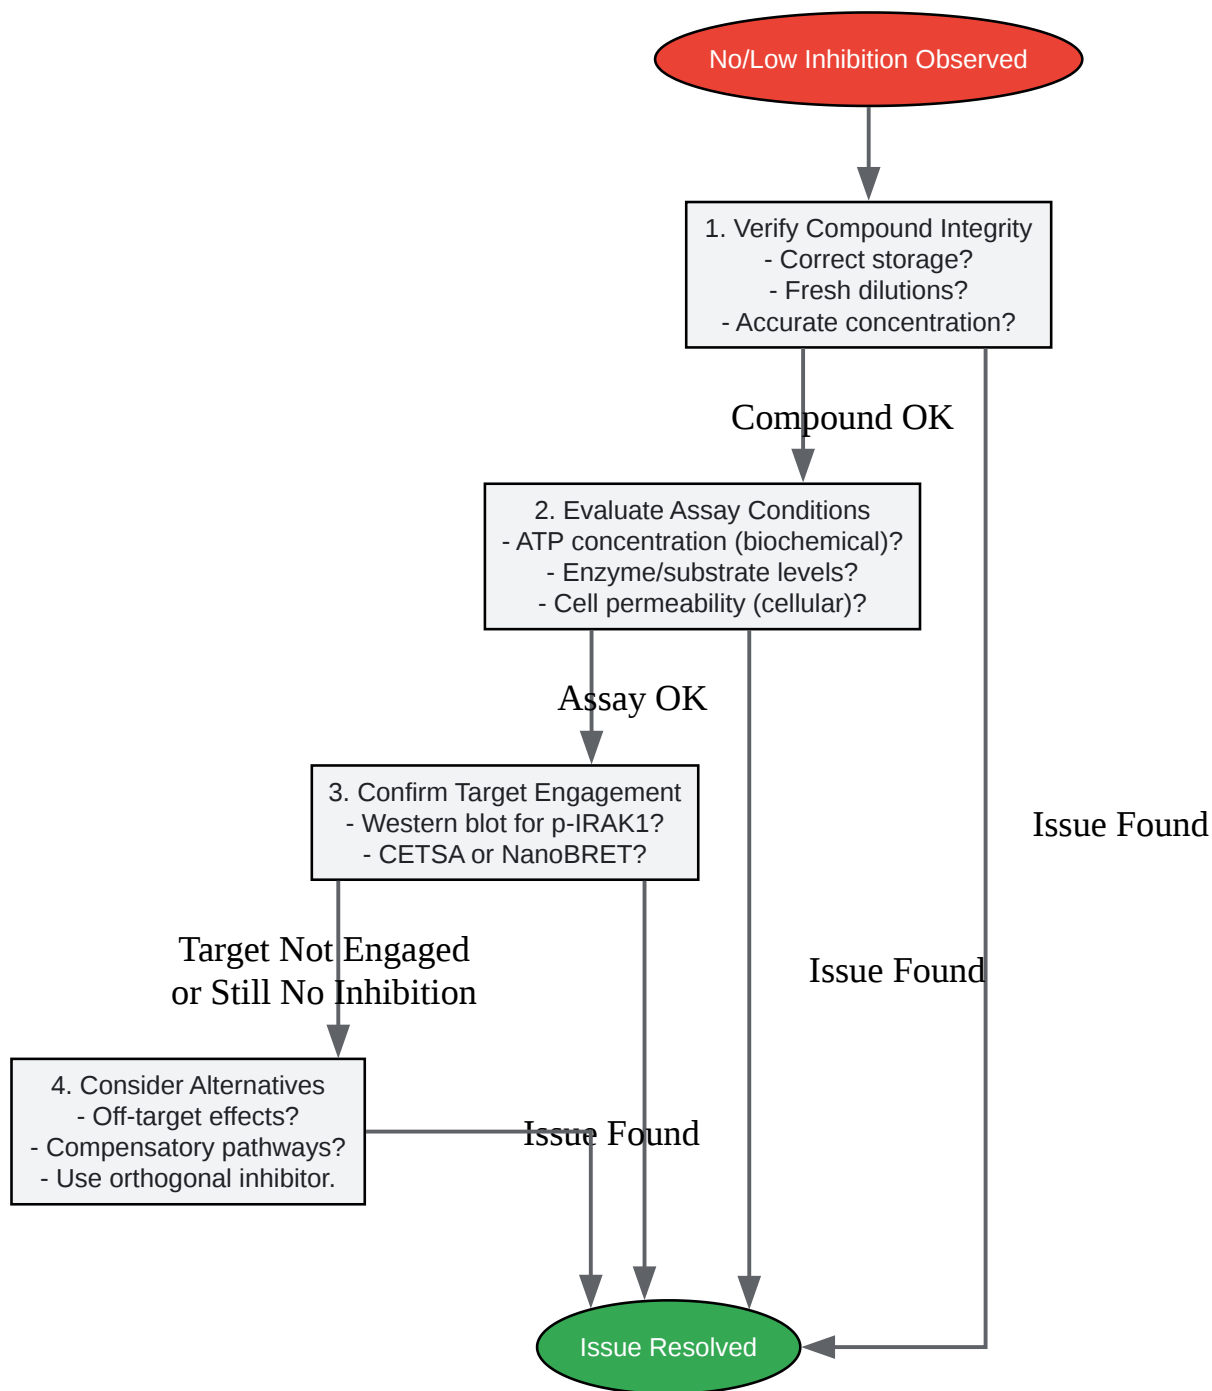 No/Low Inhibition Observed
1. Verify Compound Integrity
- Correct storage?
- Fresh dilutions?
- Accurate concentration?
Compound OK
2. Evaluate Assay Conditions
- ATP concentration (biochemical)?
- Enzyme/substrate levels?
- Cell permeability (cellular)?
Assay OK
3. Confirm Target Engagement
- Western blot for p-IRAK1?
- CETSA or NanoBRET?
Issue Found
Target Not Engaged
or Still No Inhibition
Issue Found
4. Consider Alternatives
- Off-target effects?
- Compensatory pathways?
- Use orthogonal inhibitor.
Issue Found
Issue Resolved